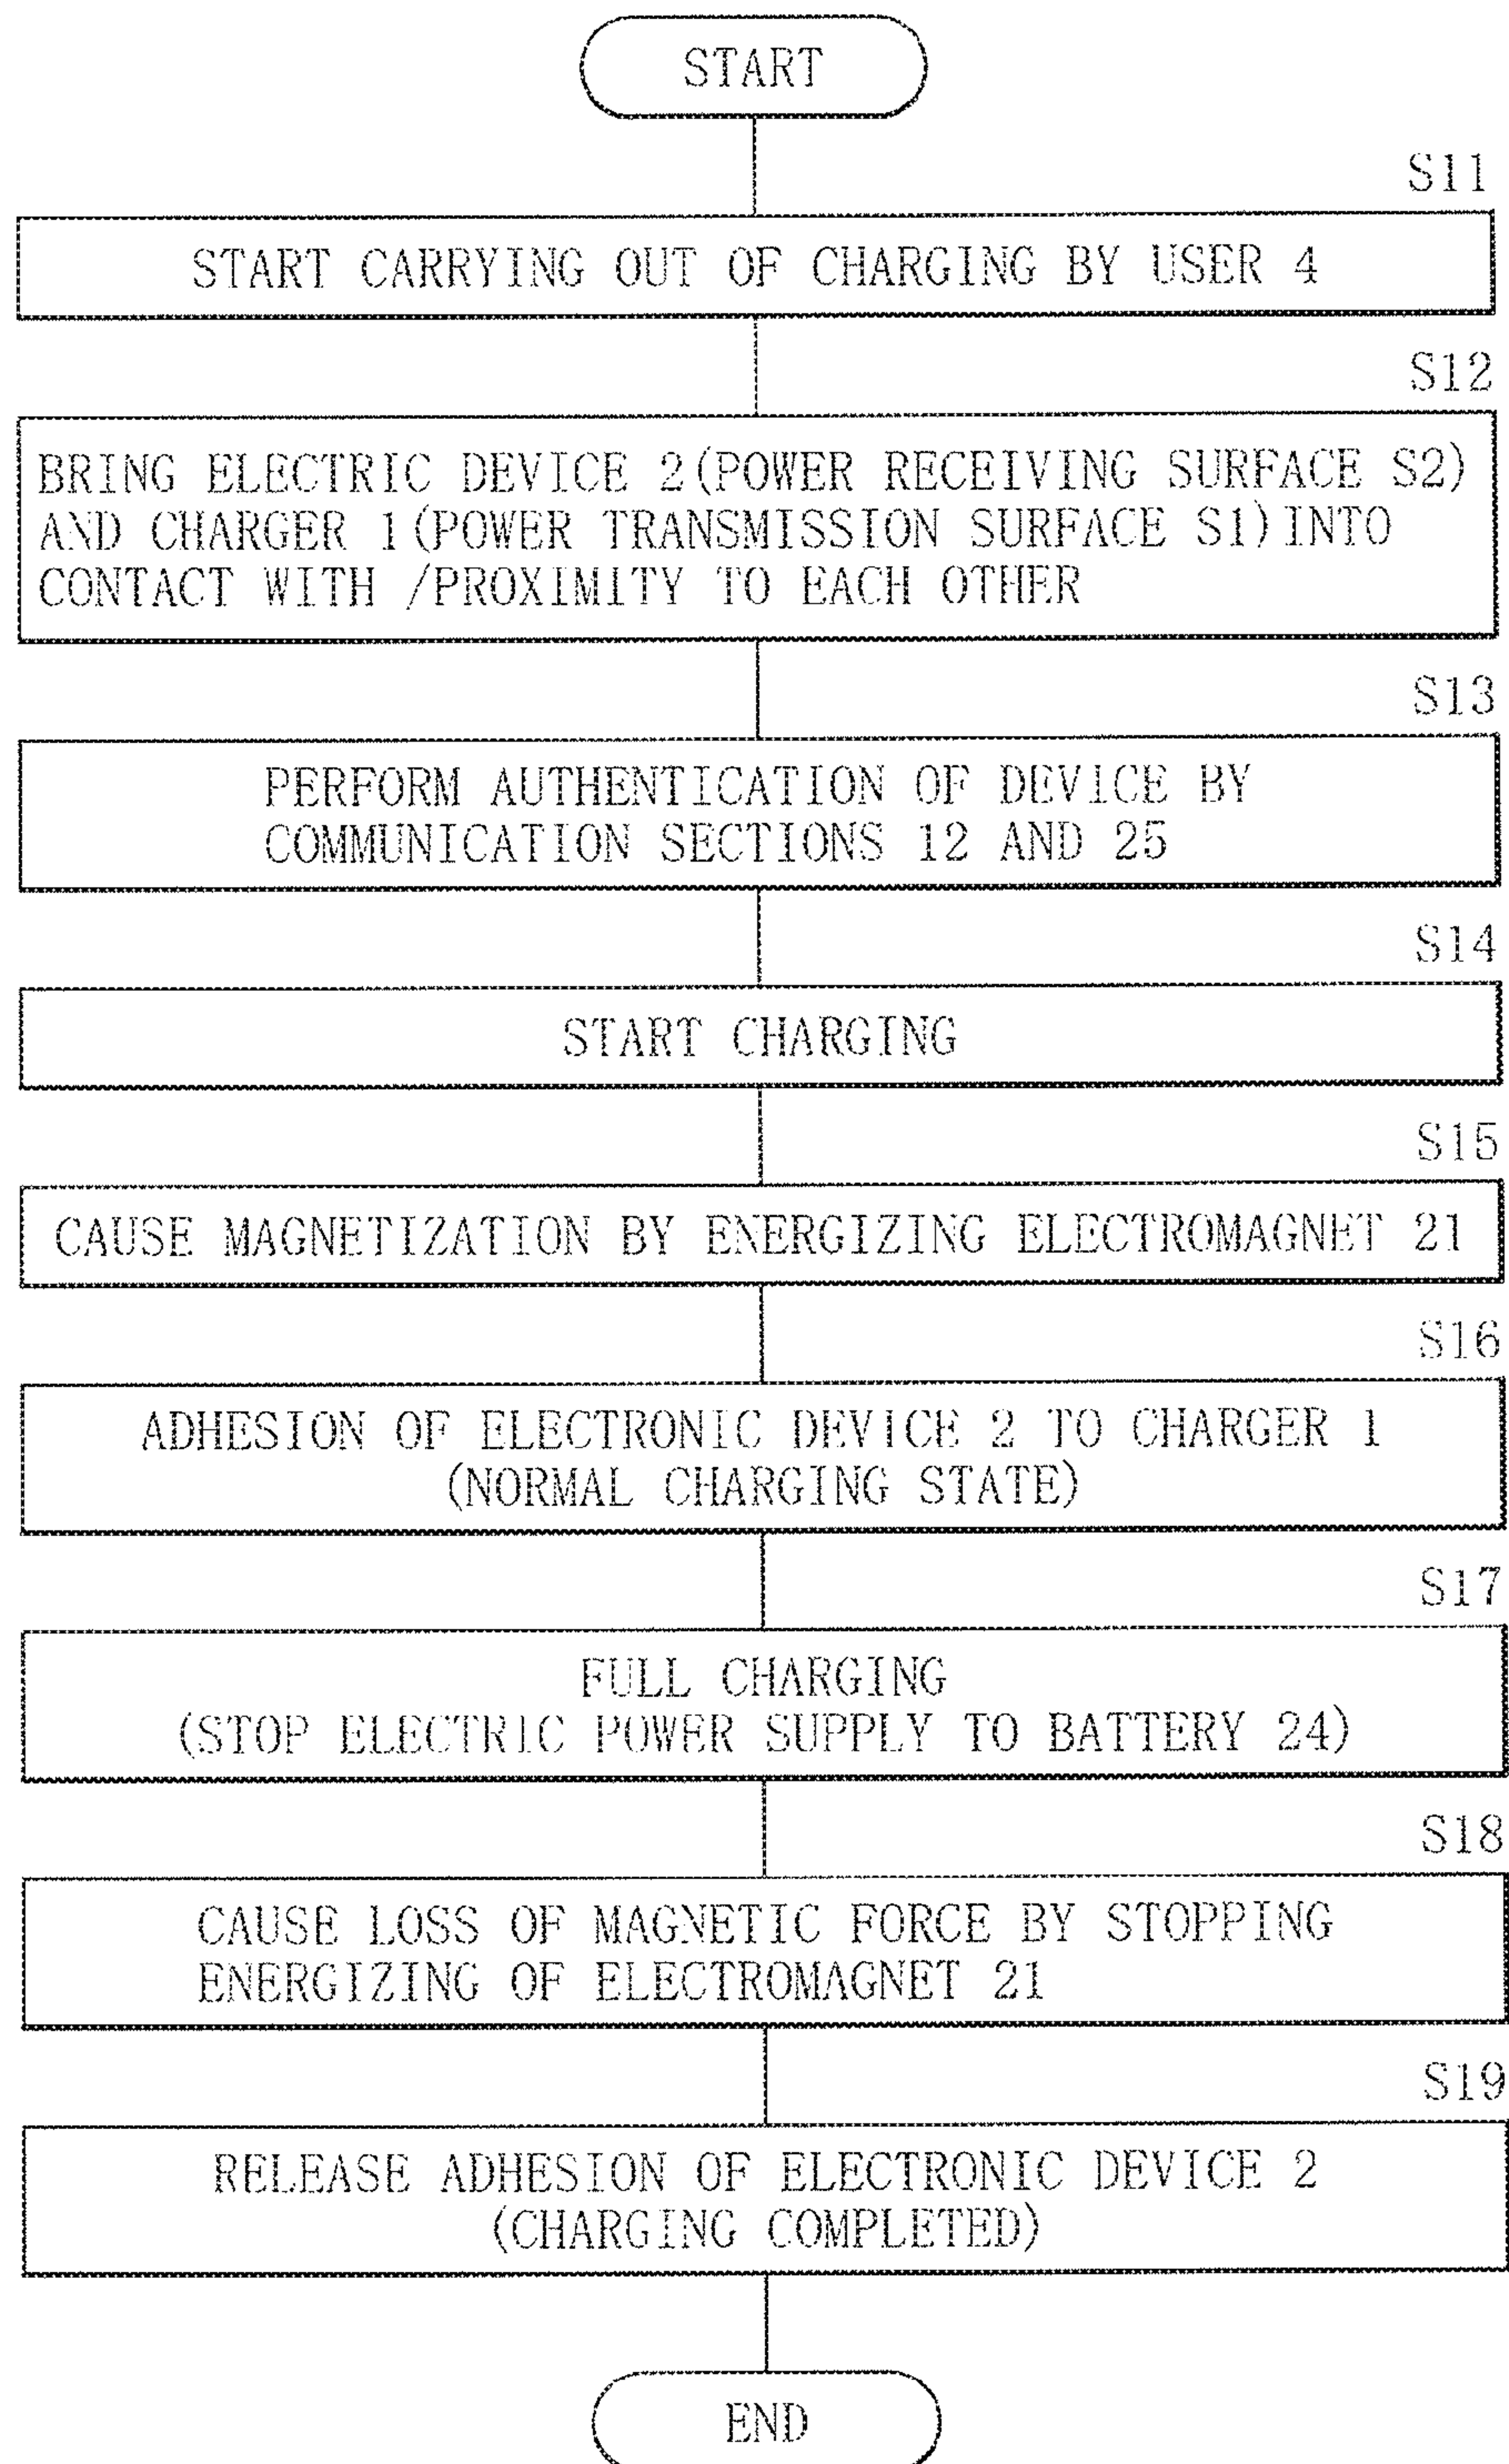 START
S11
START CARRYING OUT OF CHARGING BY USER 4
S12
BRING ELECTRIC DEVICE 2(POWER RECEIVING SURFACE S2)
AND CHARGER 1(POWER TRANSMISSION SURFACE S1)INTO
CONTACT WITH /PROXIMITY TO EACH OTHER
S13
PERFORM AUTHENTICATION OF DEVICE BY
COMMUNICATION SECTIONS 12 AND 25
S14
START CHARGING
S15
CAUSE MAGNETIZATION BY ENERGIZING ELECTROMAGNET 21
S16
ADHESION OF ELECTRONIC DEVICE 2 TO CHARGER 1
(NORMAL CHARGING STATE)
S17
FULL CHARGING
(STOP ELECTRIC POWER SUPPLY TO BATTERY 24)
S18
CAUSE LOSS OF MAGNETIC FORCE BY STOPPING
ENERGIZING OF ELECTROMAGNET 21
S19
RELEASE ADHESION OF ELECTRONIC DEVICE 2
(CHARGING COMPLETED)
END